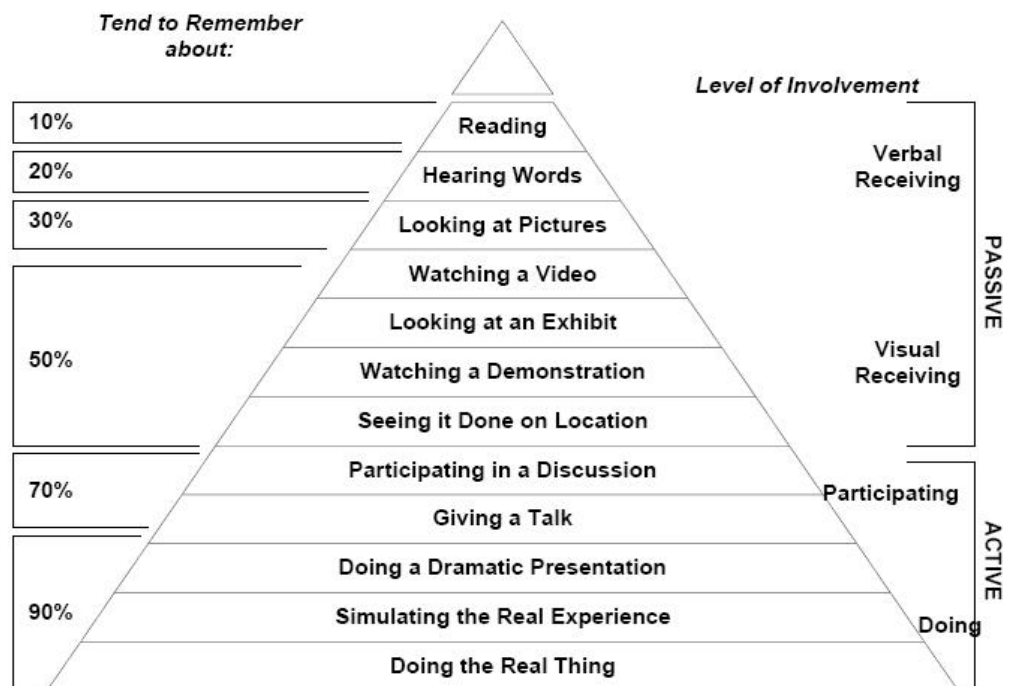 Tend to Remember
about:
Level of Involvement
10%
Reading
Verbal
Receiving
20%
Hearing Words
30%
Looking at Pictures
PASSIVE
Watching a Video
Looking at an Exhibit
50%
Visual
Receiving
Watching a Demonstration
Seeing it Done on Location
Participating in a Discussion
70%
Participating
Giving a Talk
ACTIVE
Doing a Dramatic Presentation
90%
Simulating the Real Experience
Doing
Doing the Real Thing